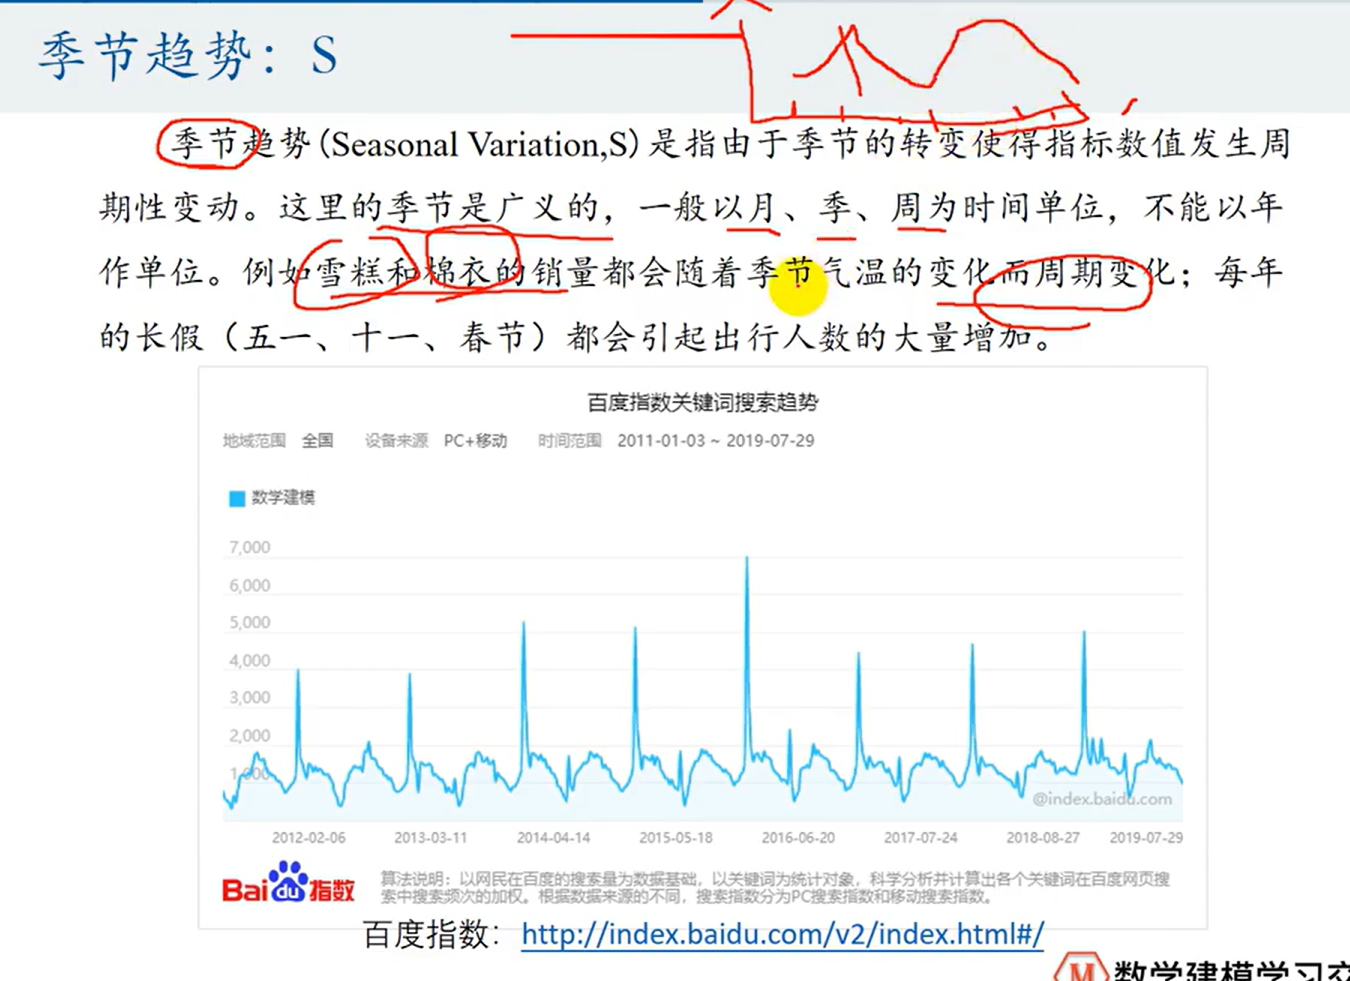 季节趋势：S
季节趋势(Seasonal Variation,S)是指由于季节的转变使得指标数值发生周
期性变动。这里的季节是广义的，一般以月、季、周为时间单位，不能以年
作单位。例如雪糕和棉衣的销量都会随着季节气温的变化而周期变化；每年
的长假（五一、十一、春节）都会引起出行人数的大量增加。
百度指数关键词搜索趋势
地域范围 全国 设备来源 PC+移动 时间范围 2011-01-03 ~ 2019-07-29
数学建模
7,000
6,000
5,000
4,000
3,000
2,000
1,000
@index.baidu.com
2012-02-06 2013-03-11 2014-04-14 2015-05-18 2016-06-20 2017-07-24 2018-08-27 2019-07-29
Bai du 指数
算法说明：以网民在百度的搜索量为数据基础，以关键词为统计对象，科学分析并计算出各个关键词在百度网页搜
索中搜索频次的加权。根据数据来源的不同，搜索指数分为PC搜索指数和移动搜索指数。
百度指数：http://index.baidu.com/v2/index.html#/
M 数学建模学习交